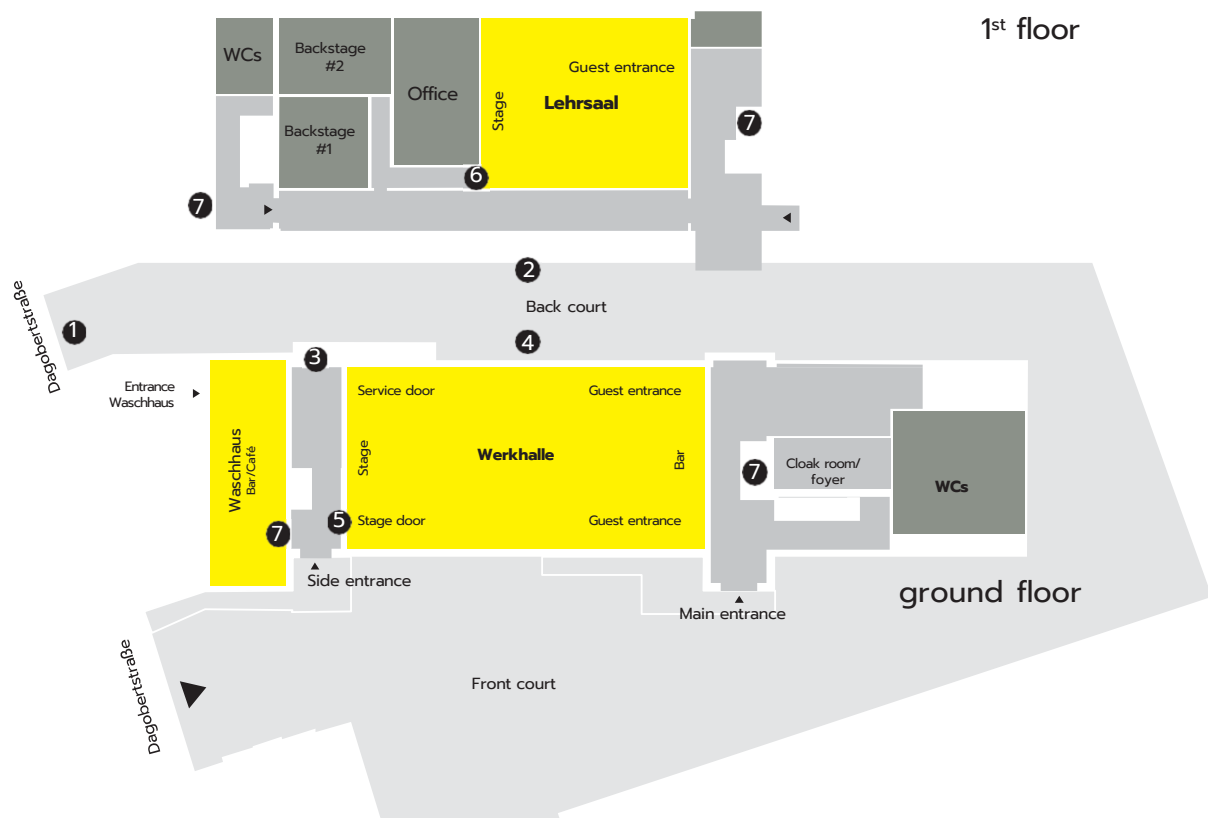 1st floor
WCs
Backstage
#2
Office
Guest entrance
Lehrsaal
Stage
Backstage
#1
7
6
7
2
Back court
Dagobertstraße
1
4
3
Entrance
Waschhaus
Service door
Guest entrance
Waschhaus
Bar/Café
Stage
Werkhalle
Bar
7
Cloak room/
foyer
WCs
7
5
Stage door
Guest entrance
Side entrance
ground floor
Main entrance
Dagobertstraße
Front court